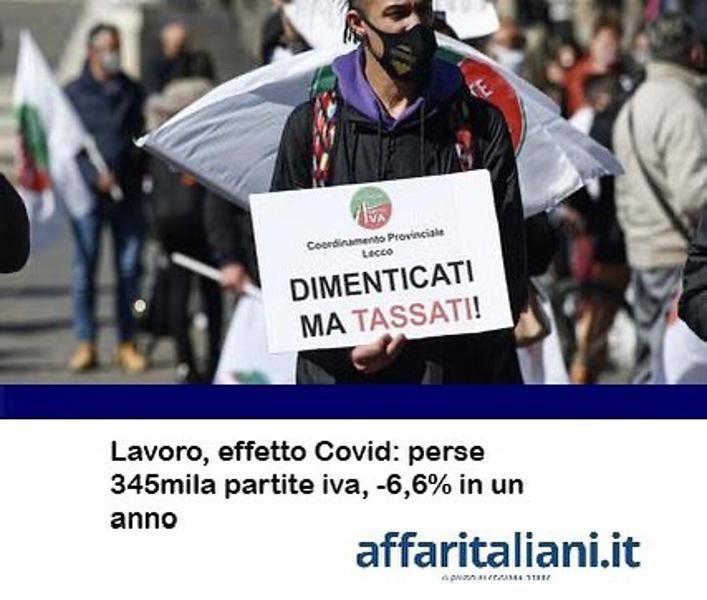 IVA
TE
Coordinamento Provinciale
Lecco
DIMENTICATI
MA TASSATI!
Lavoro, effetto Covid: perse
345mila partite iva, -6,6% in un
anno
affaritaliani.it